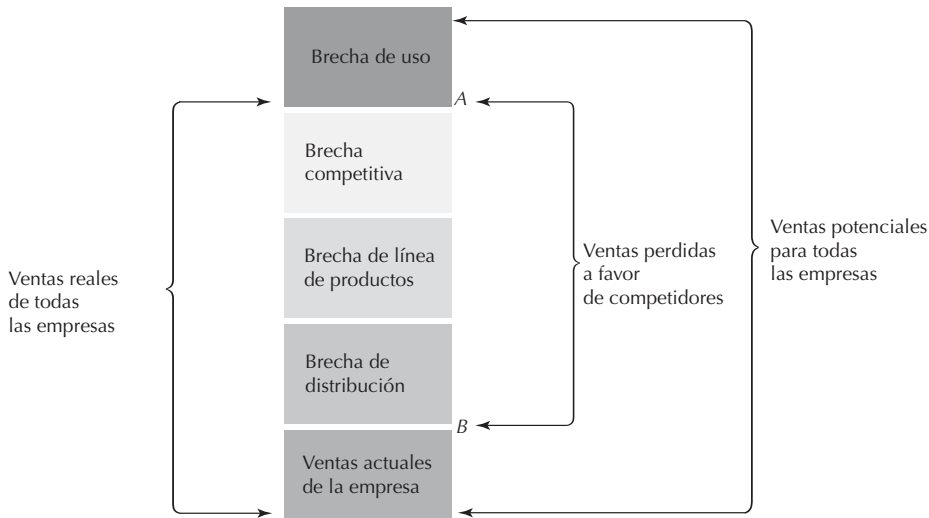 Brecha de uso
A
Brecha
competitiva
Brecha de línea
de productos
Brecha de
distribución
B
Ventas actuales
de la empresa
Ventas reales
de todas
las empresas
Ventas perdidas
a favor
de competidores
Ventas potenciales
para todas
las empresas